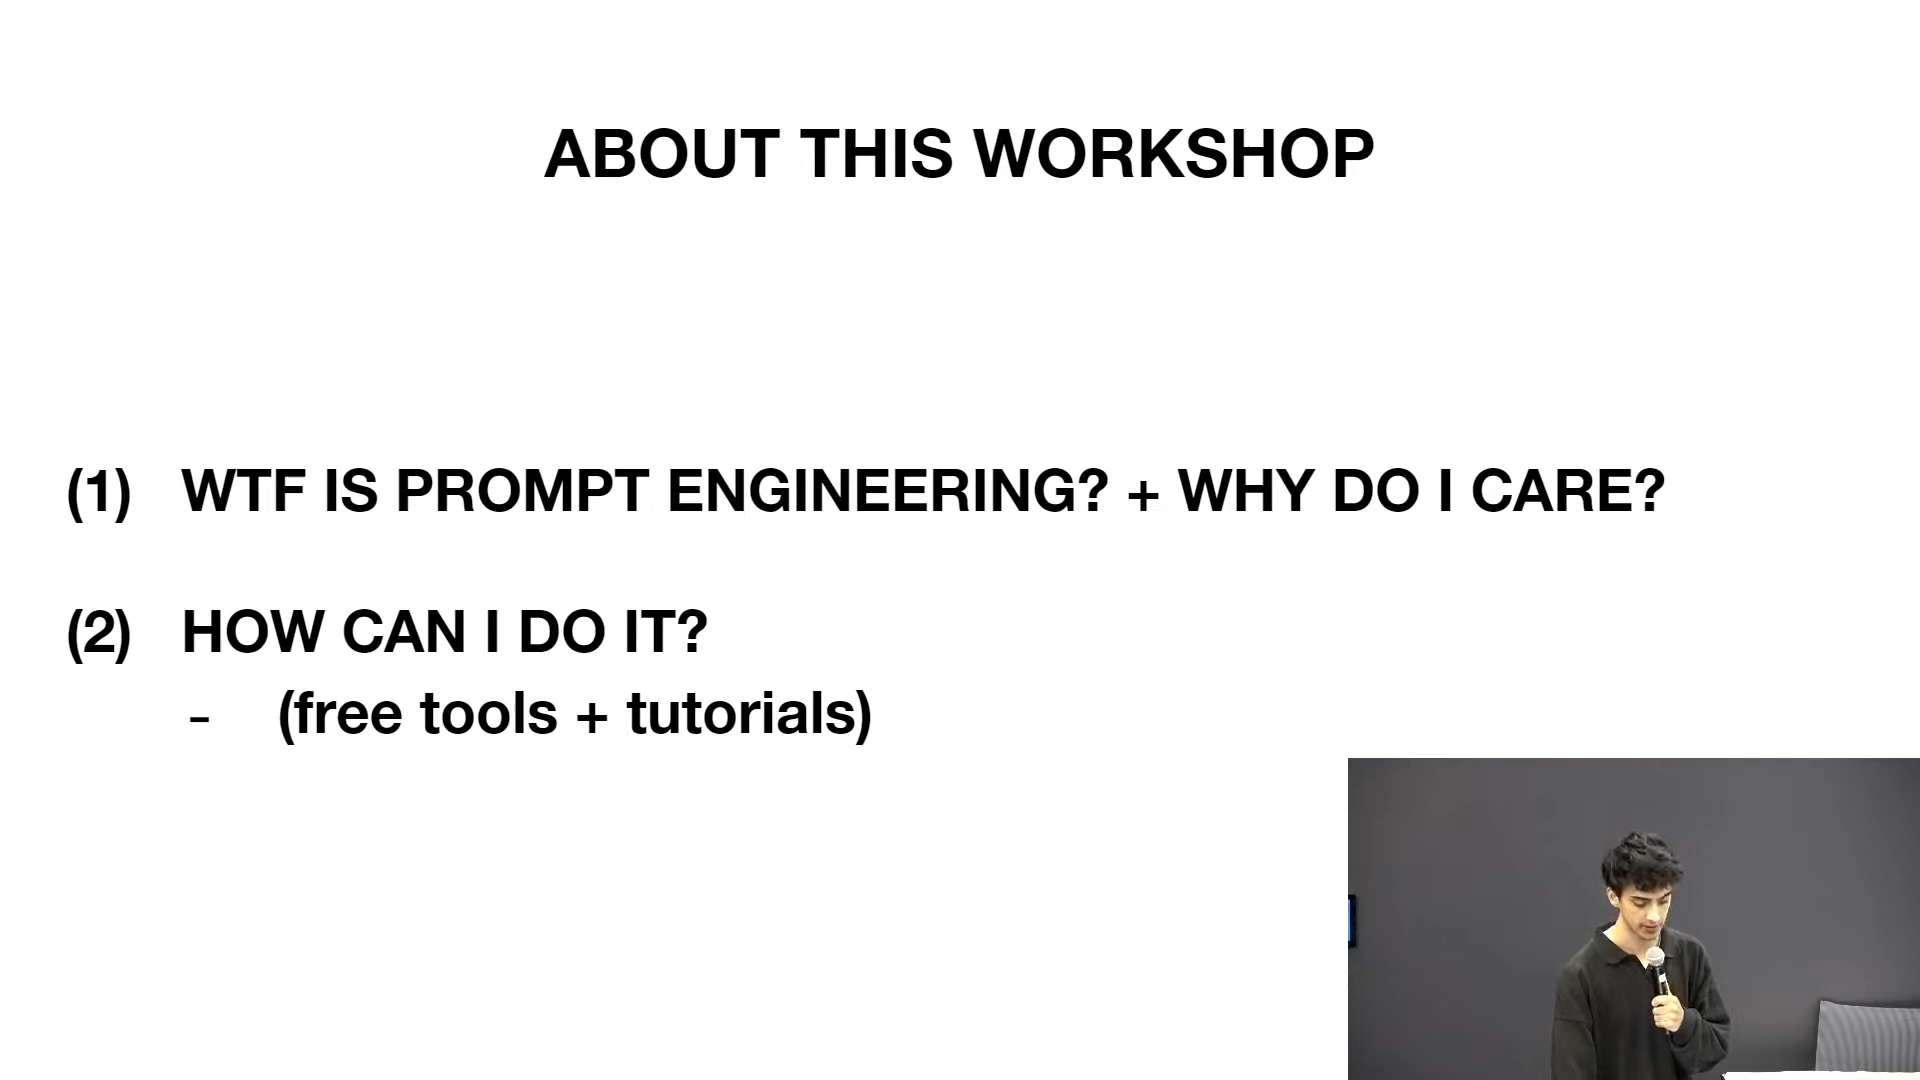 ABOUT THIS WORKSHOP
(1) WTF IS PROMPT ENGINEERING? + WHY DO I CARE?
(2) HOW CAN I DO IT?
- (free tools + tutorials)